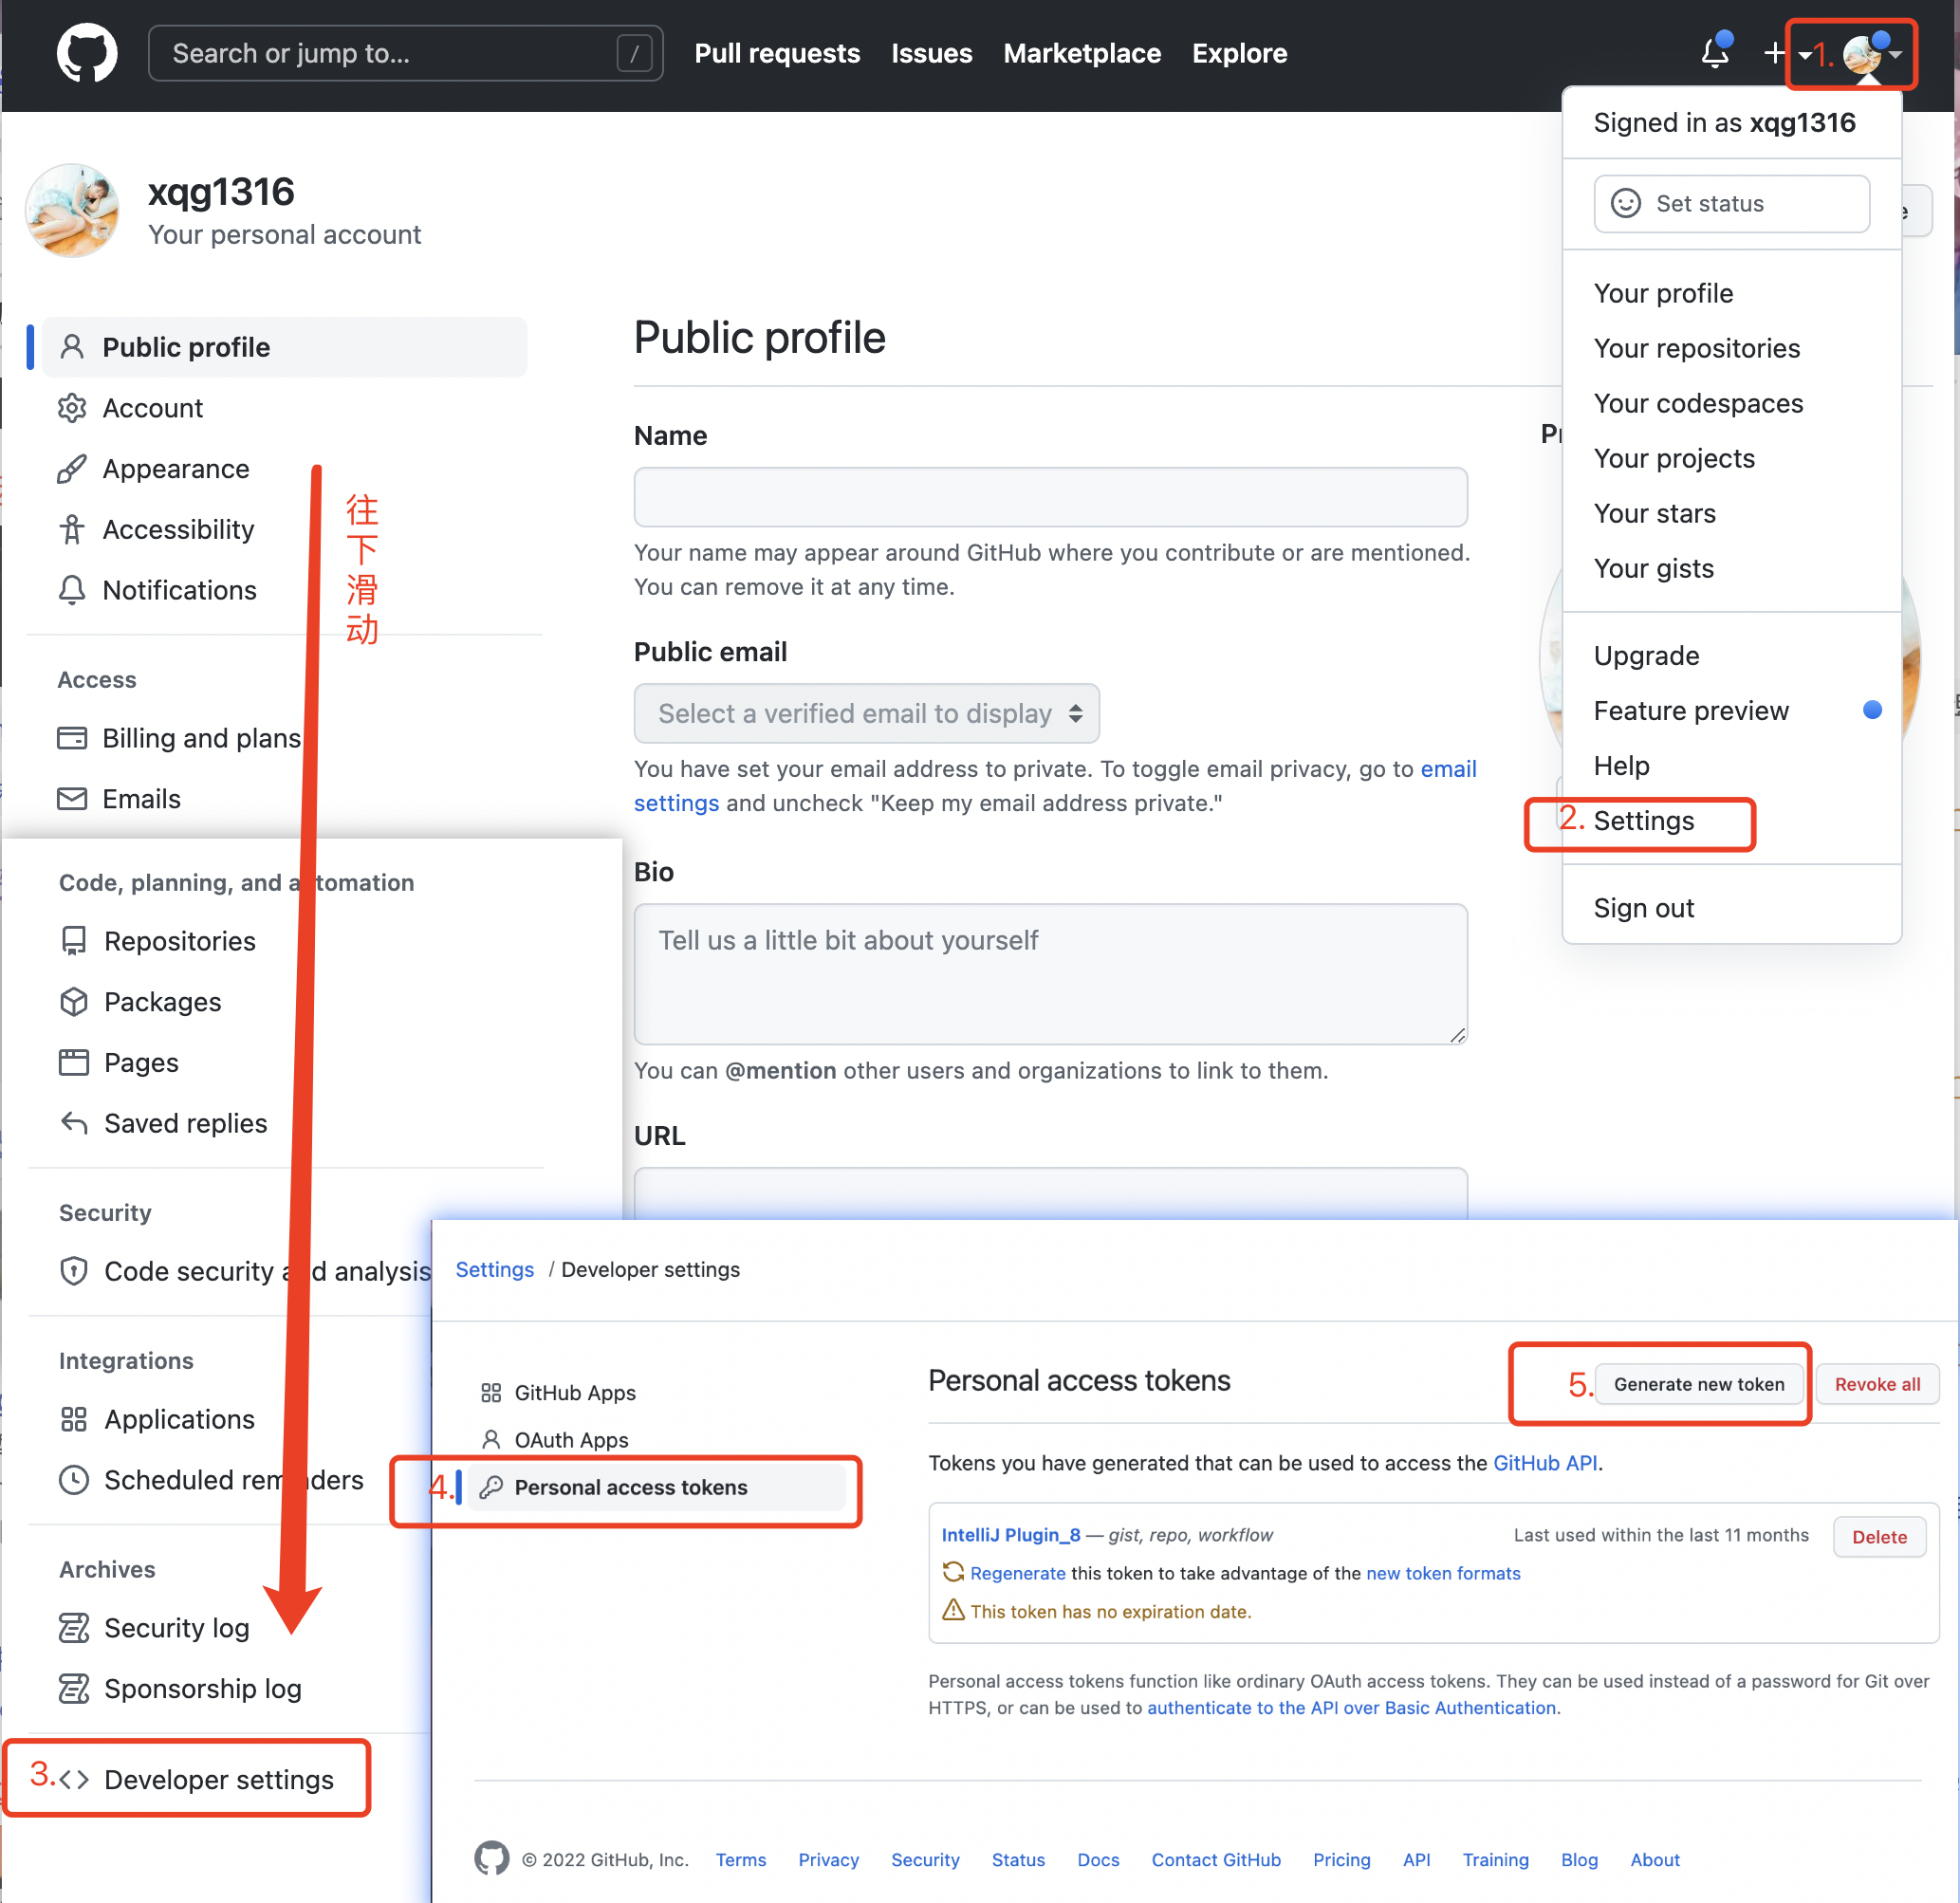 Search or jump to...
/
Pull requests
Issues
Marketplace
Explore
1.
Signed in as xqg1316
Set status
Your profile
Your repositories
Your codespaces
Your projects
Your stars
Your gists
Upgrade
Feature preview
Help
2. Settings
Sign out
xqg1316
Your personal account
Public profile
Account
Appearance
Accessibility
Notifications
往
下
滑
动
Access
Billing and plans
Emails
Code, planning, and automation
Repositories
Packages
Pages
Saved replies
Security
Code security and analysis
Integrations
Applications
Scheduled reminders
Archives
Security log
Sponsorship log
3. Developer settings
Public profile
Name
Your name may appear around GitHub where you contribute or are mentioned.
You can remove it at any time.
Public email
Select a verified email to display
You have set your email address to private. To toggle email privacy, go to email
settings and uncheck "Keep my email address private."
Bio
Tell us a little bit about yourself
You can @mention other users and organizations to link to them.
URL
Settings / Developer settings
GitHub Apps
OAuth Apps
4. Personal access tokens
Personal access tokens
5. Generate new token
Revoke all
Tokens you have generated that can be used to access the GitHub API.
IntelliJ Plugin_8 — gist, repo, workflow
Last used within the last 11 months
Delete
Regenerate this token to take advantage of the new token formats
This token has no expiration date.
Personal access tokens function like ordinary OAuth access tokens. They can be used instead of a password for Git over
HTTPS, or can be used to authenticate to the API over Basic Authentication.
© 2022 GitHub, Inc.
Terms
Privacy
Security
Status
Docs
Contact GitHub
Pricing
API
Training
Blog
About